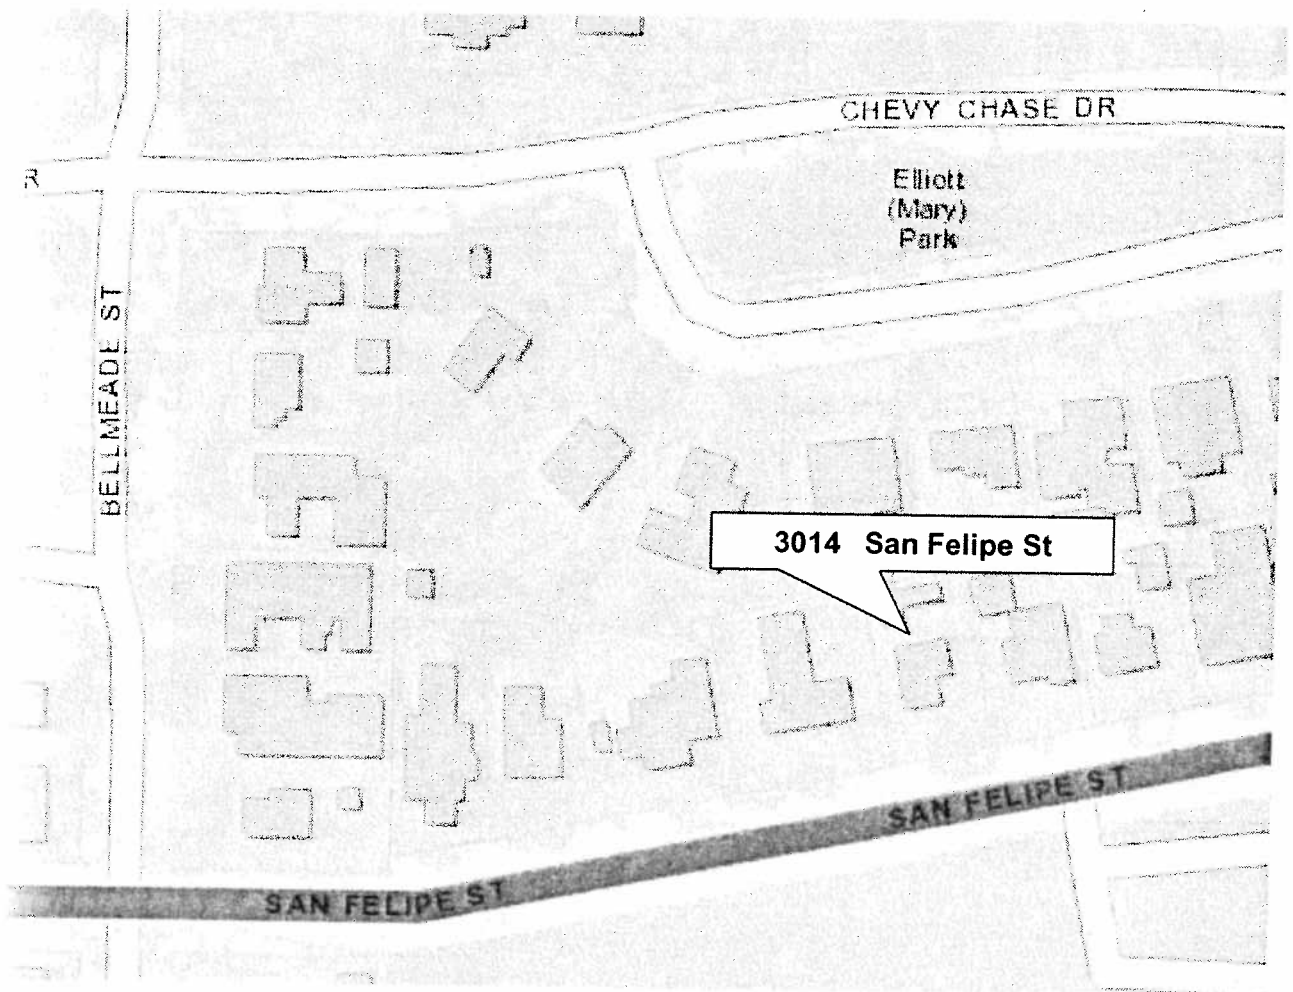 CHEVY CHASE DR
R
Elliott
(Mary)
Park
BELLMEADE ST
3014 San Felipe St
SAN FELIPE ST
SAN FELIPE ST